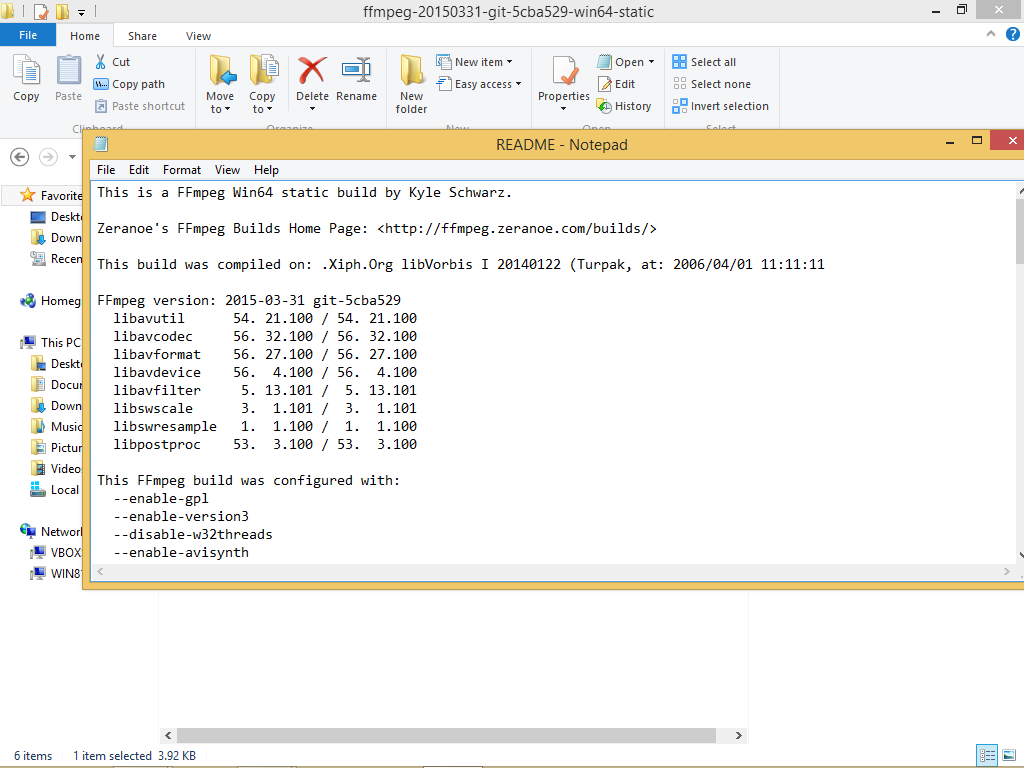 ffmpeg-20150331-git-5cba529-win64-static
File Home Share View
Copy
Paste
Cut
Copy path
Paste shortcut
Clipboard
Move to
Copy to
Delete
Rename
Organize
New folder
New item
Easy access
New
Properties
Open
Edit
History
Open
Select all
Select none
Invert selection
Select
README - Notepad
File Edit Format View Help
This is a FFmpeg Win64 static build by Kyle Schwarz.
Zeranoe's FFmpeg Builds Home Page: <http://ffmpeg.zeranoe.com/builds/>
This build was compiled on: .Xiph.Org libVorbis I 20140122 (Turpak, at: 2006/04/01 11:11:11
FFmpeg version: 2015-03-31 git-5cba529
libavutil 54. 21.100 / 54. 21.100
libavcodec 56. 32.100 / 56. 32.100
libavformat 56. 27.100 / 56. 27.100
libavdevice 56. 4.100 / 56. 4.100
libavfilter 5. 13.101 / 5. 13.101
libswscale 3. 1.101 / 3. 1.101
libswresample 1. 1.100 / 1. 1.100
libpostproc 53. 3.100 / 53. 3.100
This FFmpeg build was configured with:
--enable-gpl
--enable-version3
--disable-w32threads
--enable-avisynth
Favorite
Deskt
Down
Recen
Homeg
This PC
Deskt
Docu
Down
Music
Pictur
Videos
Local
Network
VBOX
WIN8
6 items 1 item selected 3.92 KB